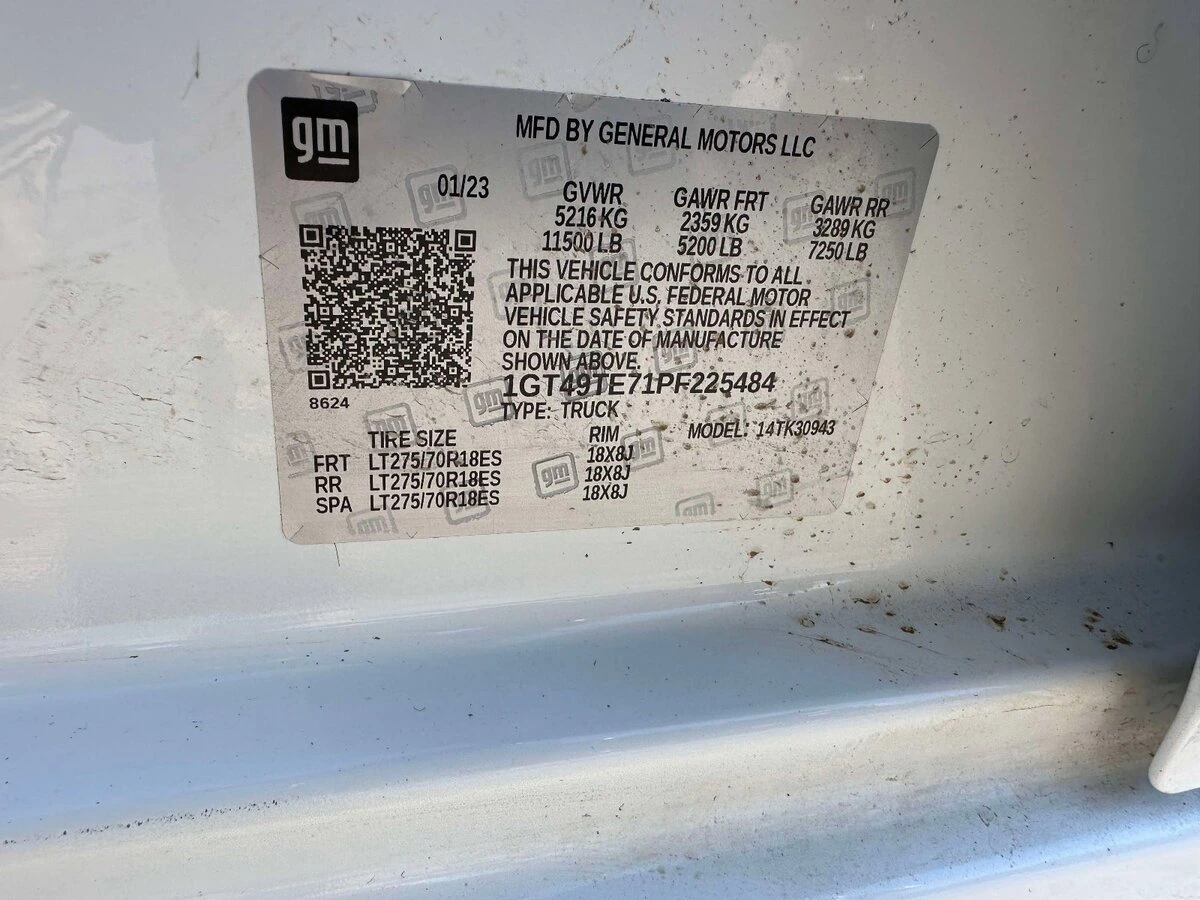 gm
MFD BY GENERAL MOTORS LLC
01/23 GVWR GAWR FRT GAWR RR
5216 KG 2359 KG 3289 KG
11500 LB 5200 LB 7250 LB
THIS VEHICLE CONFORMS TO ALL
APPLICABLE U.S. FEDERAL MOTOR
VEHICLE SAFETY STANDARDS IN EFFECT
ON THE DATE OF MANUFACTURE
SHOWN ABOVE.
1GT49TE71PF225484
8624
TYPE: TRUCK
TIRE SIZE RIM MODEL: 14TK30943
FRT LT275/70R18ES 18X8J
RR LT275/70R18ES 18X8J
SPA LT275/70R18ES 18X8J